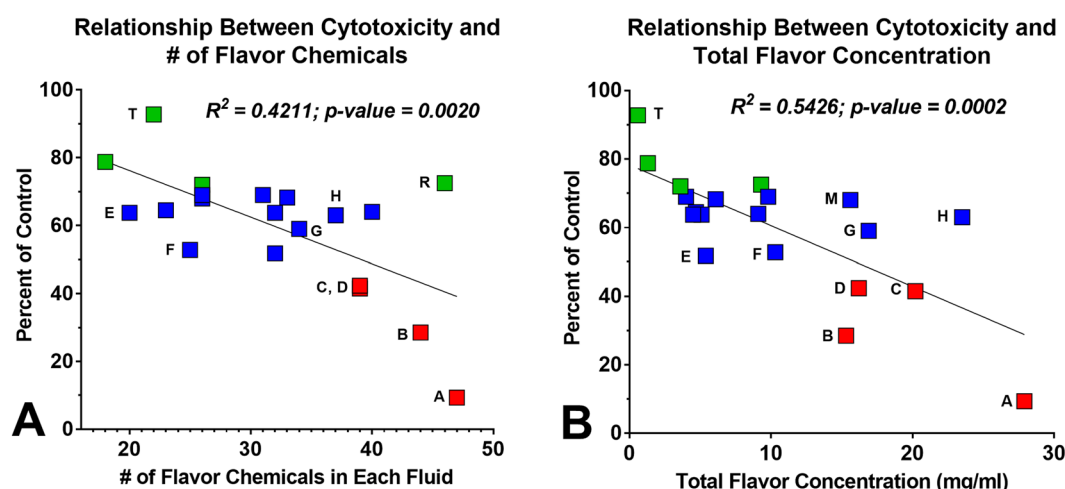 Relationship Between Cytotoxicity and
# of Flavor Chemicals
R² = 0.4211; p-value = 0.0020
Percent of Control
100
80
60
40
20
0
T
E
F
H
R
G
C, D
B
A
20
30
40
50
# of Flavor Chemicals in Each Fluid
A
Relationship Between Cytotoxicity and
Total Flavor Concentration
R² = 0.5426; p-value = 0.0002
Percent of Control
100
80
60
40
20
0
T
M
H
G
E
F
D
C
B
A
0
10
20
30
Total Flavor Concentration (mg/ml)
B